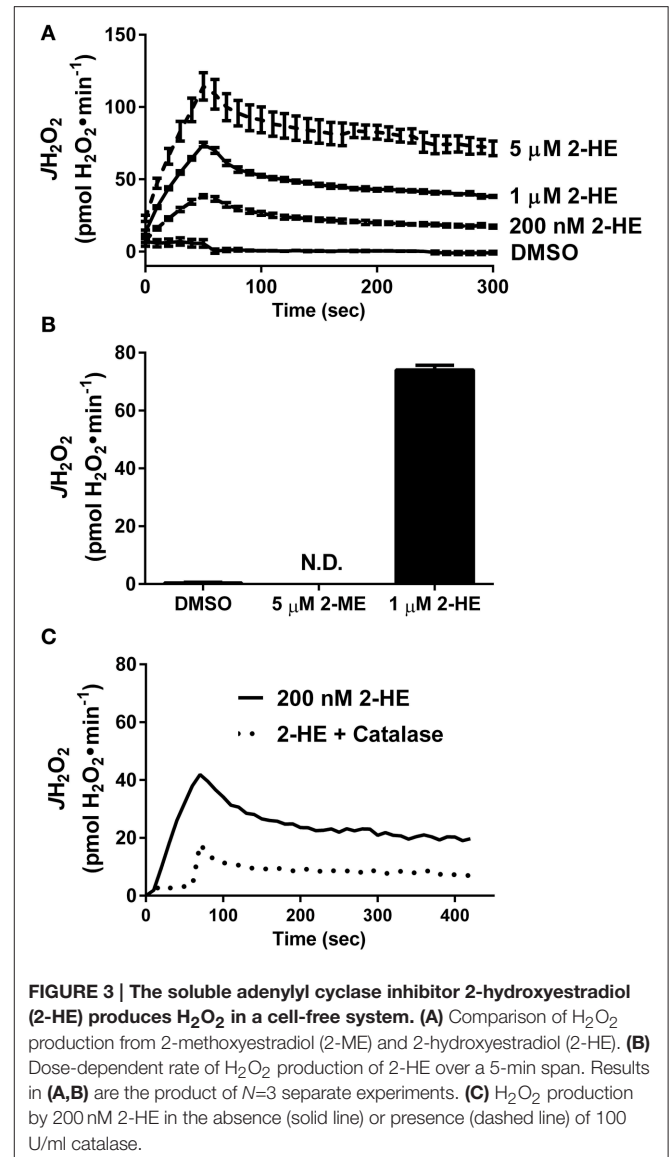 A
150
100
50
0
JH₂O₂
(pmol H₂O₂•min⁻¹)
5 μM 2-HE
1 μM 2-HE
200 nM 2-HE
DMSO
0 100 200 300
Time (sec)
B
80
60
40
20
0
JH₂O₂
(pmol H₂O₂•min⁻¹)
N.D.
DMSO 5 μM 2-ME 1 μM 2-HE
C
80
60
40
20
0
JH₂O₂
(pmol H₂O₂•min⁻¹)
200 nM 2-HE
2-HE + Catalase
0 100 200 300 400
Time (sec)
FIGURE 3 | The soluble adenylyl cyclase inhibitor 2-hydroxyestradiol
(2-HE) produces H₂O₂ in a cell-free system. (A) Comparison of H₂O₂
production from 2-methoxyestradiol (2-ME) and 2-hydroxyestradiol (2-HE). (B)
Dose-dependent rate of H₂O₂ production of 2-HE over a 5-min span. Results
in (A,B) are the product of N=3 separate experiments. (C) H₂O₂ production
by 200 nM 2-HE in the absence (solid line) or presence (dashed line) of 100
U/ml catalase.